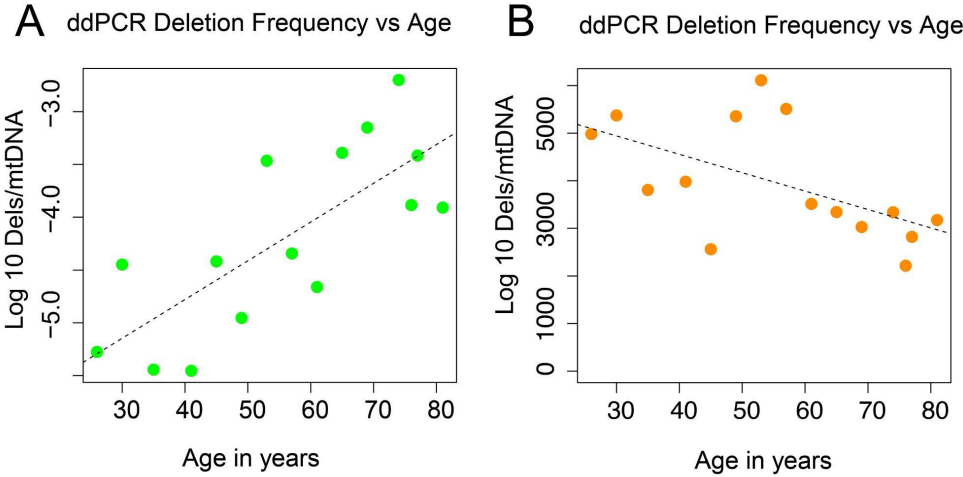 A ddPCR Deletion Frequency vs Age
Log 10 Dels/mtDNA
−3.0
−4.0
−5.0
30 40 50 60 70 80
Age in years
B ddPCR Deletion Frequency vs Age
Log 10 Dels/mtDNA
5000
3000
1000
0
30 40 50 60 70 80
Age in years